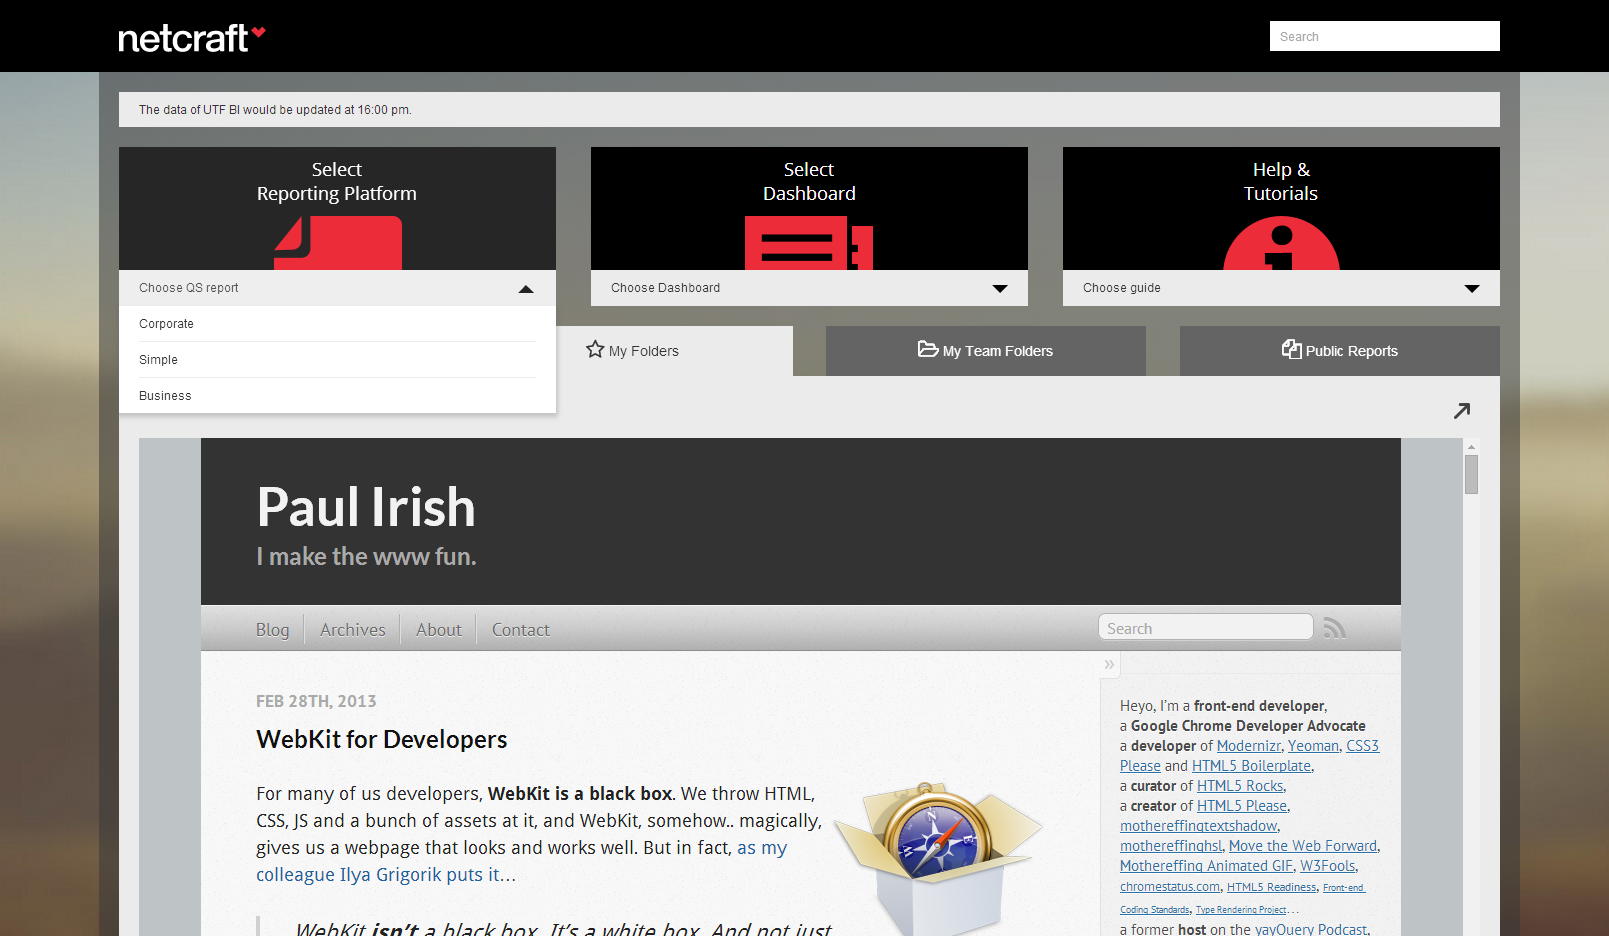 netcraft
Search
The data of UTF BI would be updated at 16:00 pm.
Select
Reporting Platform
Select
Dashboard
Help &
Tutorials
Choose QS report
Choose Dashboard
Choose guide
Corporate
Simple
Business
My Folders
My Team Folders
Public Reports
Paul Irish
I make the www fun.
Blog
Archives
About
Contact
Search
»
FEB 28TH, 2013
WebKit for Developers
For many of us developers, WebKit is a black box. We throw HTML,
CSS, JS and a bunch of assets at it, and WebKit, somehow.. magically,
gives us a webpage that looks and works well. But in fact, as my
colleague Ilya Grigorik puts it…
WebKit isn’t a black box. It’s a white box. And not just
Heyo, I’m a front-end developer,
a Google Chrome Developer Advocate
a developer of Modernizr, Yeoman, CSS3
Please and HTML5 Boilerplate,
a curator of HTML5 Rocks,
a creator of HTML5 Please,
mothereffingtextshadow,
mothereffinghsl, Move the Web Forward,
Mothereffing Animated GIF, W3Fools,
chromestatus.com, HTML5 Readiness, Front-end
Coding Standards, Type Rendering Project…
a former host on the yayQuery Podcast,
N
E
W